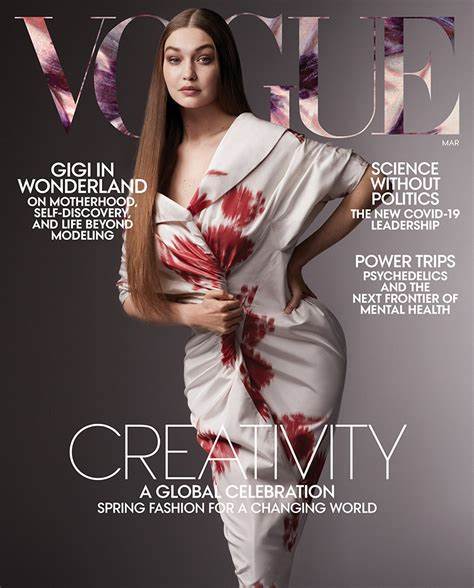 VOGUE
MAR
GIGI IN
WONDERLAND
ON MOTHERHOOD,
SELF-DISCOVERY,
AND LIFE BEYOND
MODELING
SCIENCE
WITHOUT
POLITICS
THE NEW COVID-19
LEADERSHIP
POWER TRIPS
PSYCHEDELICS
AND THE
NEXT FRONTIER OF
MENTAL HEALTH
CREATIVITY
A GLOBAL CELEBRATION
SPRING FASHION FOR A CHANGING WORLD